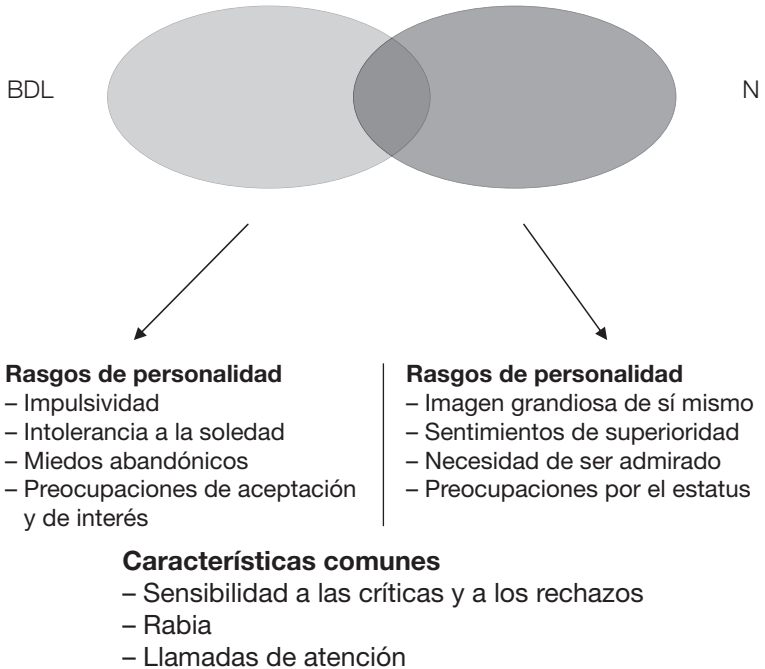 BDL
N
Rasgos de personalidad
– Impulsividad
– Intolerancia a la soledad
– Miedos abandónicos
– Preocupaciones de aceptación
y de interés
Rasgos de personalidad
– Imagen grandiosa de sí mismo
– Sentimientos de superioridad
– Necesidad de ser admirado
– Preocupaciones por el estatus
Características comunes
– Sensibilidad a las críticas y a los rechazos
– Rabia
– Llamadas de atención